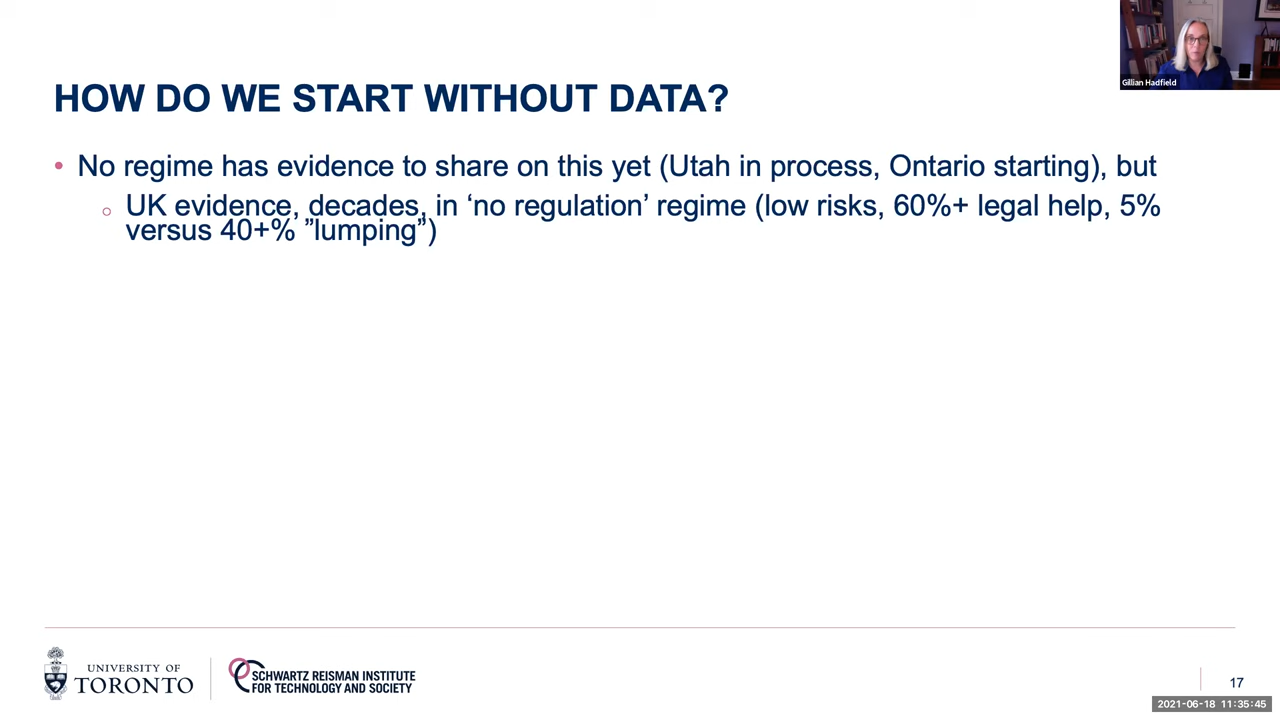 Gillian Hadfield
HOW DO WE START WITHOUT DATA?
• No regime has evidence to share on this yet (Utah in process, Ontario starting), but
○ UK evidence, decades, in ‘no regulation’ regime (low risks, 60%+ legal help, 5%
versus 40+% ”lumping”)
UNIVERSITY OF
TORONTO
SCHWARTZ REISMAN INSTITUTE
FOR TECHNOLOGY AND SOCIETY
17
2021-06-18 11:35:45